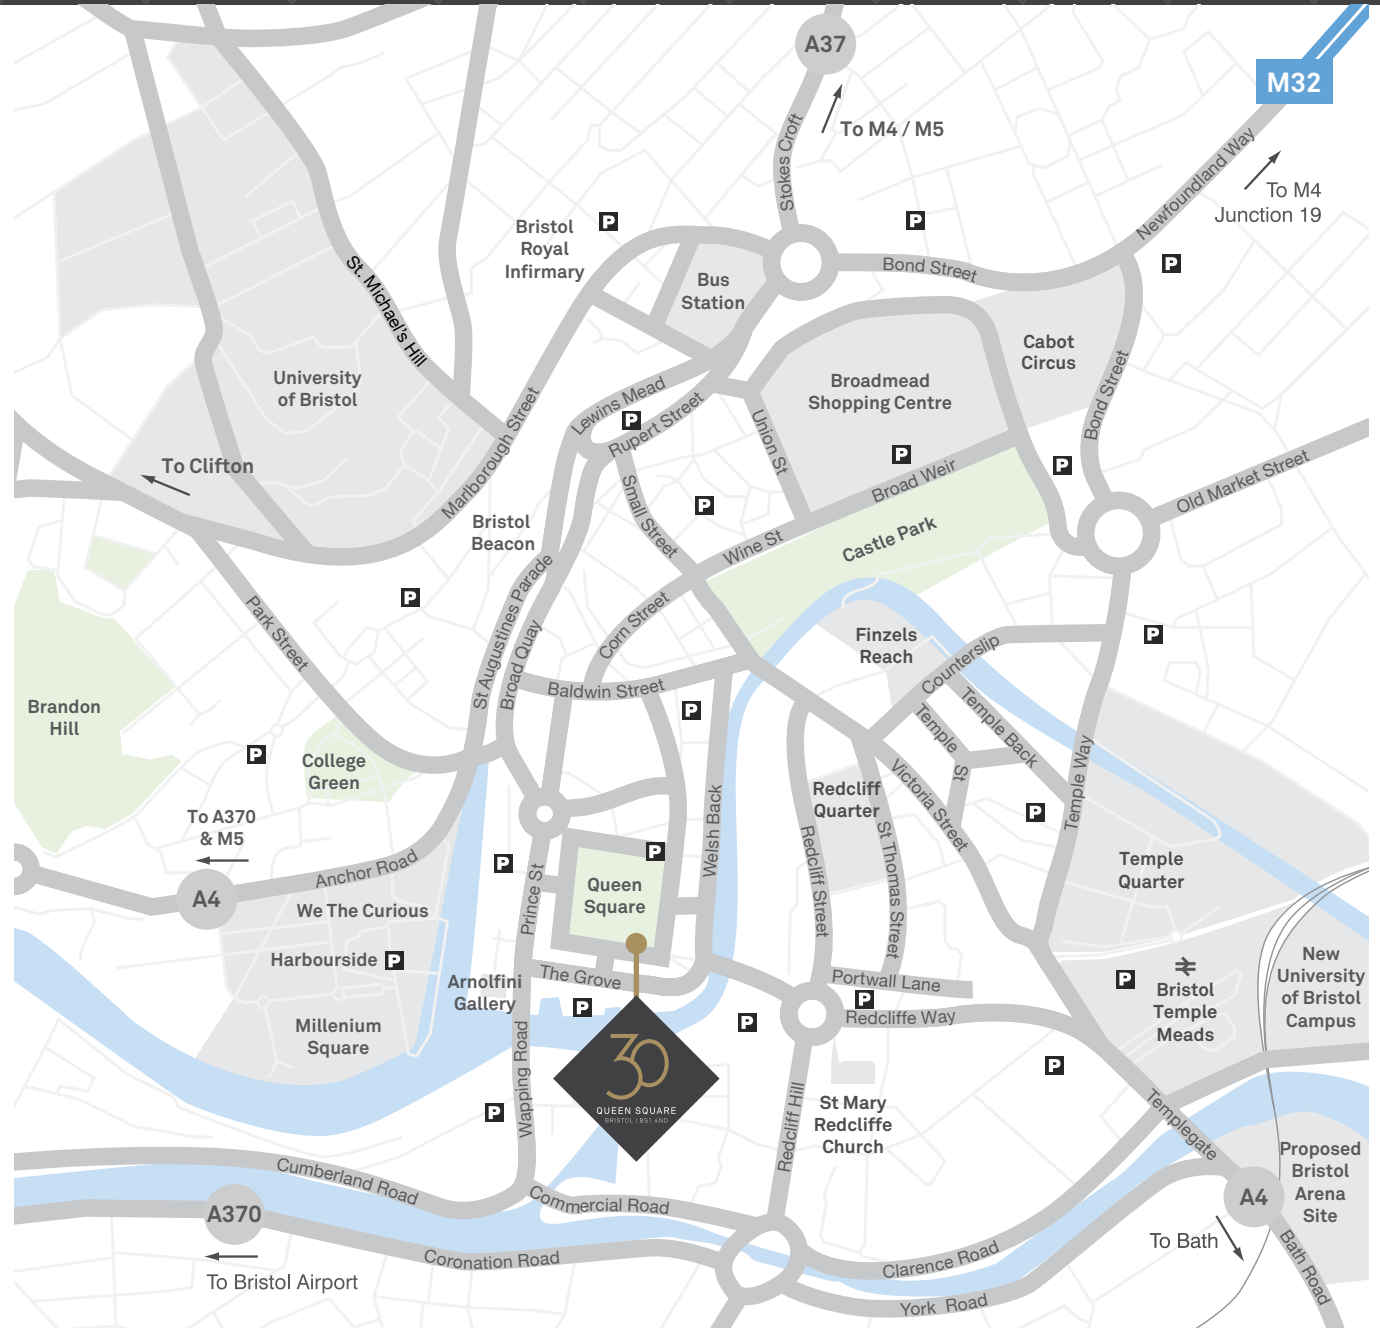 A37
M32
To M4 / M5
Stokes Croft
Newfoundland Way
To M4
Junction 19
P
P
Bristol
Royal
Infirmary
P
Bus
Station
Bond Street
St. Michael's Hill
Cabot
Circus
University
of Bristol
Broadmead
Shopping Centre
Bond Street
Lewins Mead
P
Rupert Street
Union St
Marlborough Street
To Clifton
P
P
Broad Weir
Old Market Street
Small Street
P
Bristol
Beacon
Wine St
Castle Park
P
Park Street
St Augustines Parade
Broad Quay
Corn Street
Finzels
Reach
P
Counterslip
Baldwin Street
P
Temple Back
Temple St
Brandon
Hill
P
College
Green
Victoria Street
Temple Way
Redcliff
Quarter
P
To A370
& M5
Welsh Back
Redcliff Street
St Thomas Street
P
P
Anchor Road
Prince St
Queen
Square
Temple
Quarter
A4
We The Curious
Harbourside
P
Arnolfini
Gallery
The Grove
P
Portwall Lane
P
Redcliffe Way
P
P
Bristol
Temple
Meads
New
University
of Bristol
Campus
Millenium
Square
Wapping Road
30
QUEEN SQUARE
BRISTOL | BS1 4ND
P
P
Redcliff Hill
St Mary
Redcliffe
Church
Templegate
Proposed
Bristol
Arena
Site
Cumberland Road
Commercial Road
A370
A4
To Bath
Bath Road
Coronation Road
Clarence Road
To Bristol Airport
York Road